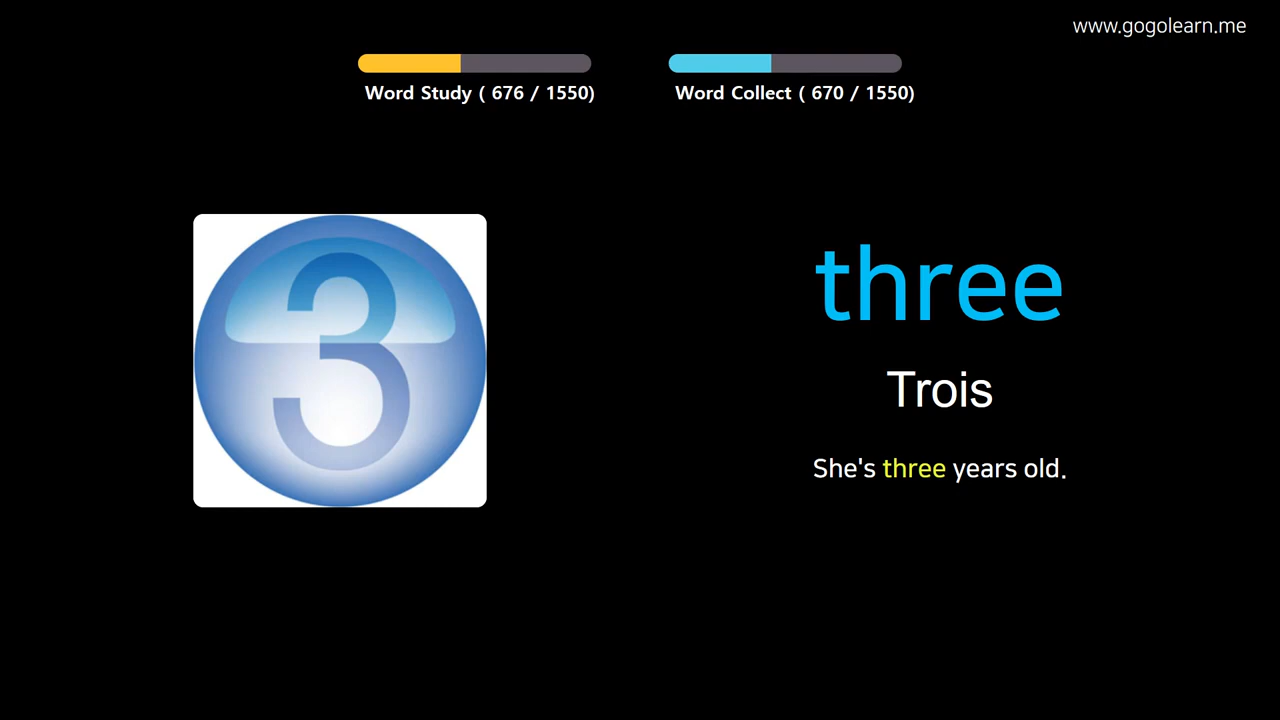 www.gogolearn.me
Word Study ( 676 / 1550)
Word Collect ( 670 / 1550)
3
three
Trois
She's three years old.